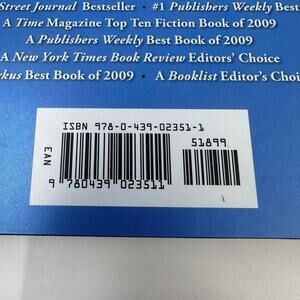 Street Journal Bestseller • #1 Publishers Weekly Best
A Time Magazine Top Ten Fiction Book of 2009
A Publishers Weekly Best Book of 2009
A New York Times Book Review Editors' Choice
rkus Best Book of 2009 • A Booklist Editor's Choi
ISBN 978-0-439-02351-1
51899
EAN
9 780439 023511